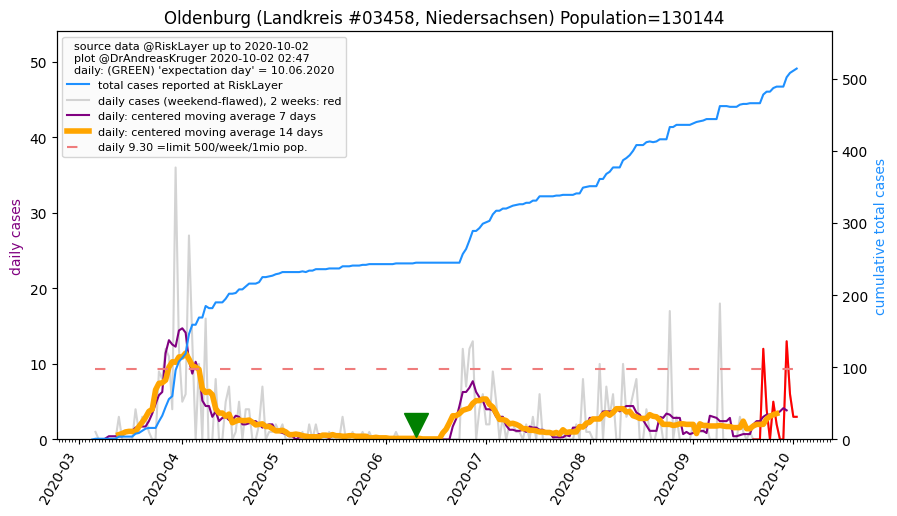 Oldenburg (Landkreis #03458, Niedersachsen) Population=130144
source data @RiskLayer up to 2020-10-02
plot @DrAndreasKruger 2020-10-02 02:47
daily: (GREEN) 'expectation day' = 10.06.2020
total cases reported at RiskLayer
daily cases (weekend-flawed), 2 weeks: red
daily: centered moving average 7 days
daily: centered moving average 14 days
daily 9.30 =limit 500/week/1mio pop.
daily cases
50
40
30
20
10
0
cumulative total cases
500
400
300
200
100
0
2020-03
2020-04
2020-05
2020-06
2020-07
2020-08
2020-09
2020-10